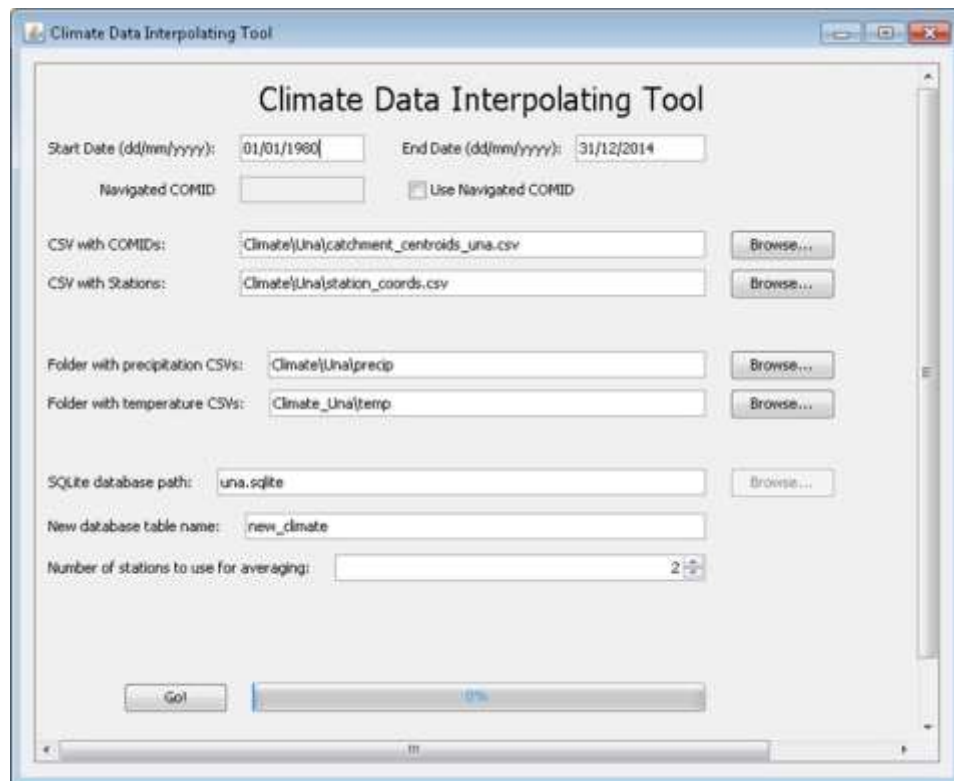 Climate Data Interpolating Tool
Climate Data Interpolating Tool
Start Date (dd/mm/yyyy): 01/01/1980 End Date (dd/mm/yyyy): 31/12/2014
Navigated COMID Use Navigated COMID
CSV with COMIDs: Climate\Una\catchment_centroids_una.csv Browse...
CSV with Stations: Climate\Una\station_coords.csv Browse...
Folder with precipitation CSVs: Climate\Una\precip Browse...
Folder with temperature CSVs: Climate_Una\temp Browse...
SQLite database path: una.sqlite Browse...
New database table name: new_climate
Number of stations to use for averaging: 2
Go! 0%